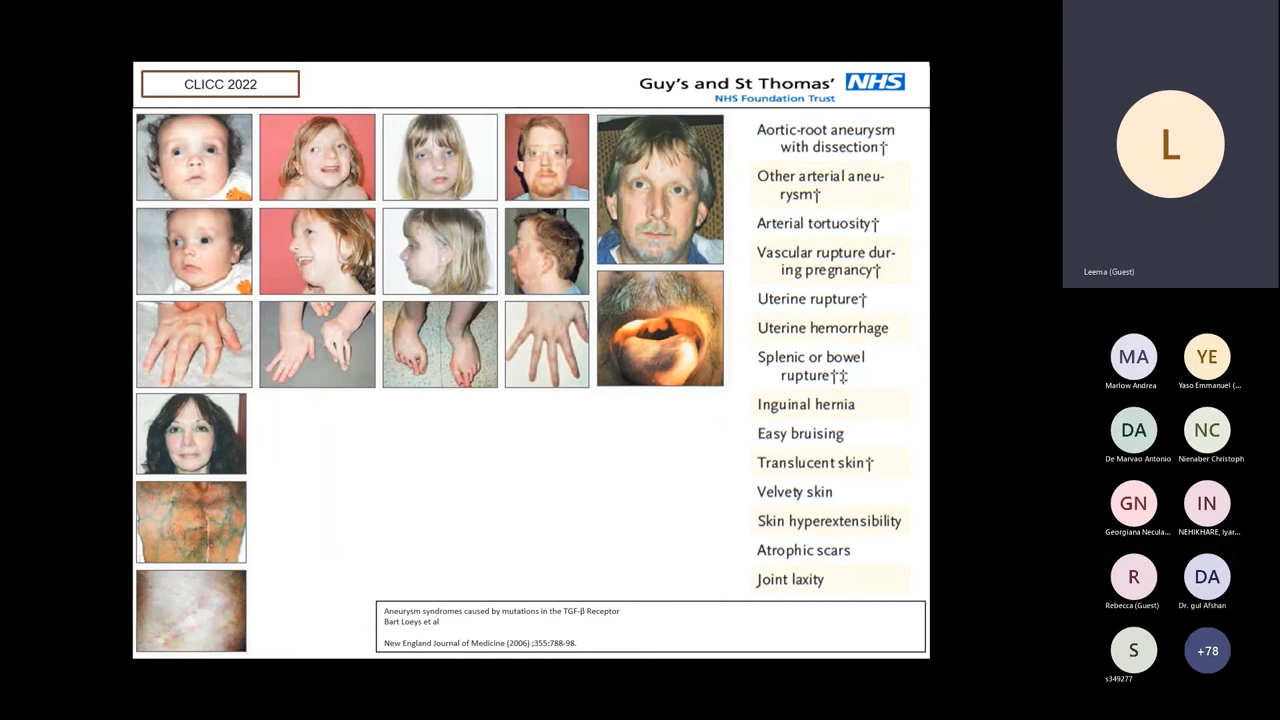 CLICC 2022
Guy's and St Thomas' NHS
NHS Foundation Trust
Aortic-root aneurysm
with dissection†
Other arterial aneu-
rysm†
Arterial tortuosity†
Vascular rupture dur-
ing pregnancy†
Uterine rupture†
Uterine hemorrhage
Splenic or bowel
rupture†‡
Inguinal hernia
Easy bruising
Translucent skin†
Velvety skin
Skin hyperextensibility
Atrophic scars
Joint laxity
Aneurysm syndromes caused by mutations in the TGF-β Receptor
Bart Loeys et al
New England Journal of Medicine (2006) ;355:788-98.
L
Leema (Guest)
MA
YE
Marlow Andrea
Yaso Emmanuel (...
DA
NC
De Marvao Antonio
Nienaber Christoph
GN
IN
Georgiana Necula...
NEHIKHARE, Iyar...
R
DA
Rebecca (Guest)
Dr. gul Afshan
S
+78
s349277